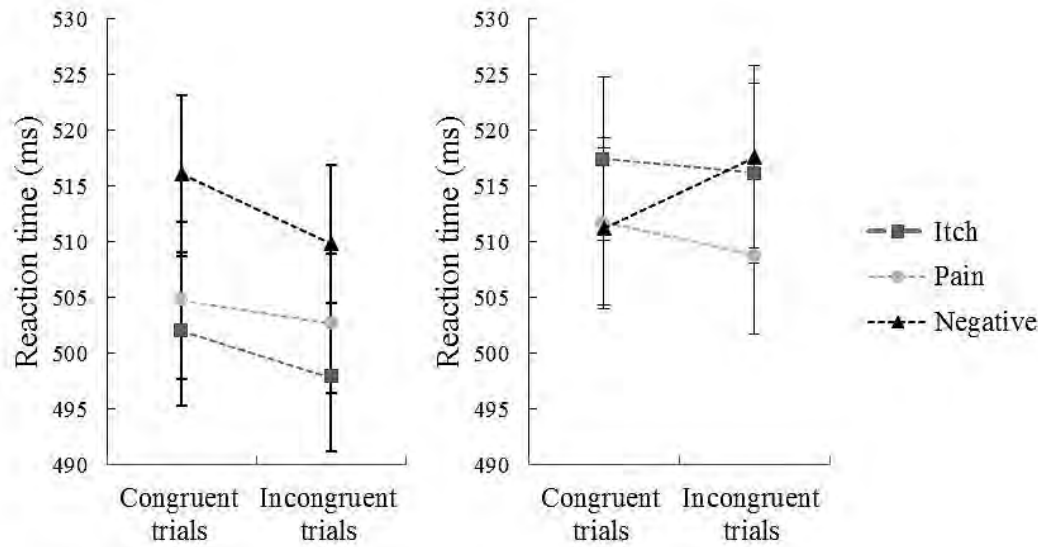 Reaction time (ms)
530
525
520
515
510
505
500
495
490
Congruent trials
Incongruent trials
Reaction time (ms)
530
525
520
515
510
505
500
495
490
Congruent trials
Incongruent trials
Itch
Pain
Negative